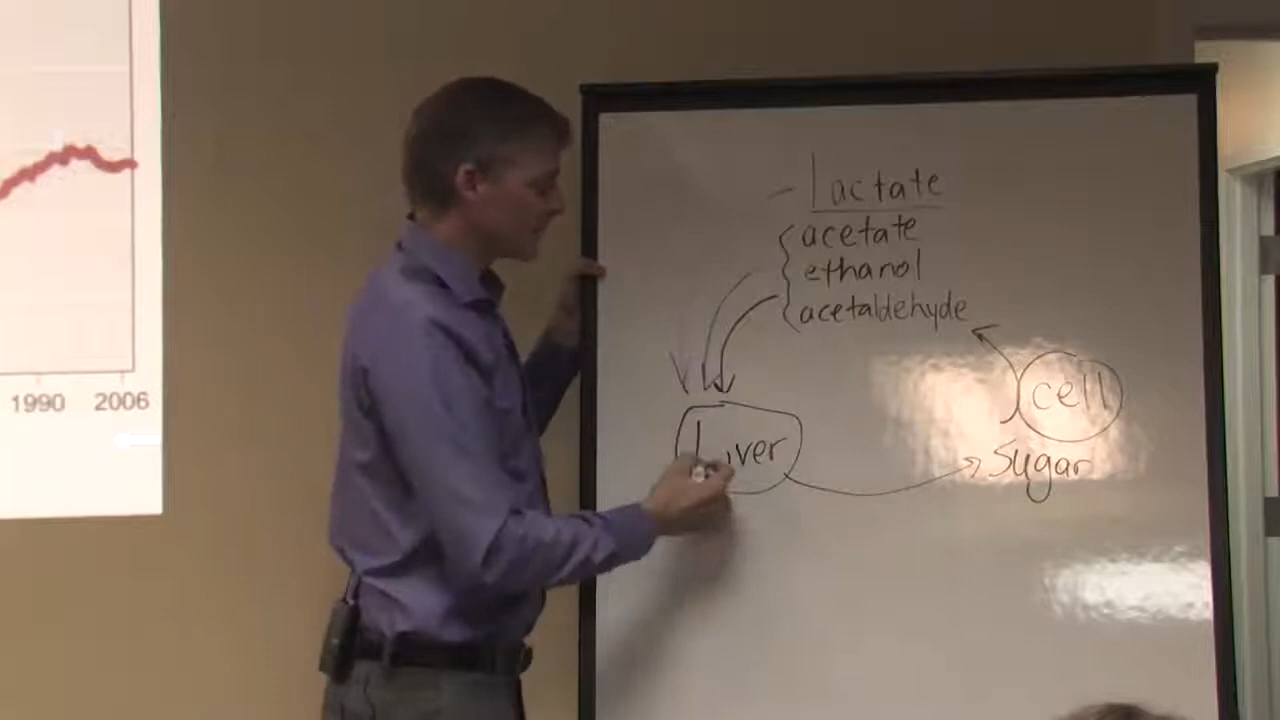 1990 2006
- lactate
acetate
ethanol
acetaldehyde
cell
Liver
sugar